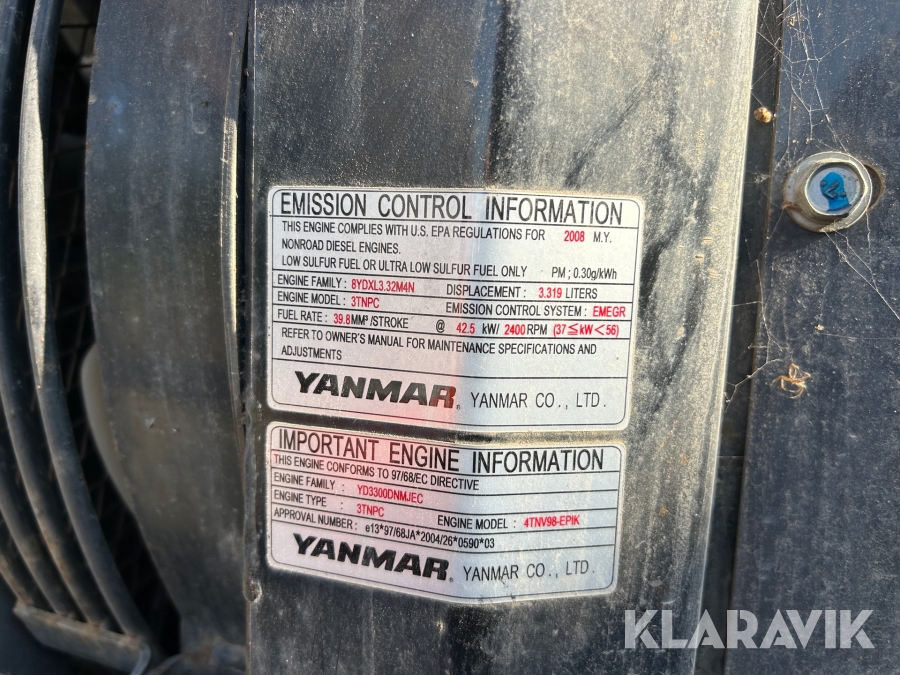 EMISSION CONTROL INFORMATION
THIS ENGINE COMPLIES WITH U.S. EPA REGULATIONS FOR 2008 M.Y.
NONROAD DIESEL ENGINES.
LOW SULFUR FUEL OR ULTRA LOW SULFUR FUEL ONLY PM ; 0.30g/kWh
ENGINE FAMILY : 8YDXL3.32M4N DISPLACEMENT : 3.319 LITERS
ENGINE MODEL : 3TNPC EMISSION CONTROL SYSTEM : EMEGR
FUEL RATE : 39.8MM³/STROKE @ 42.5 kW/ 2400RPM (37≦kW<56)
REFER TO OWNER'S MANUAL FOR MAINTENANCE SPECIFICATIONS AND
ADJUSTMENTS
YANMAR® YANMAR CO., LTD.
IMPORTANT ENGINE INFORMATION
THIS ENGINE CONFORMS TO 97/68/EC DIRECTIVE
ENGINE FAMILY : YD3300DNMJEC
ENGINE TYPE : 3TNPC ENGINE MODEL : 4TNV98-EPIK
APPROVAL NUMBER : e13*97/68JA*2004/26*0590*03
YANMAR® YANMAR CO., LTD.
KLARAVIK